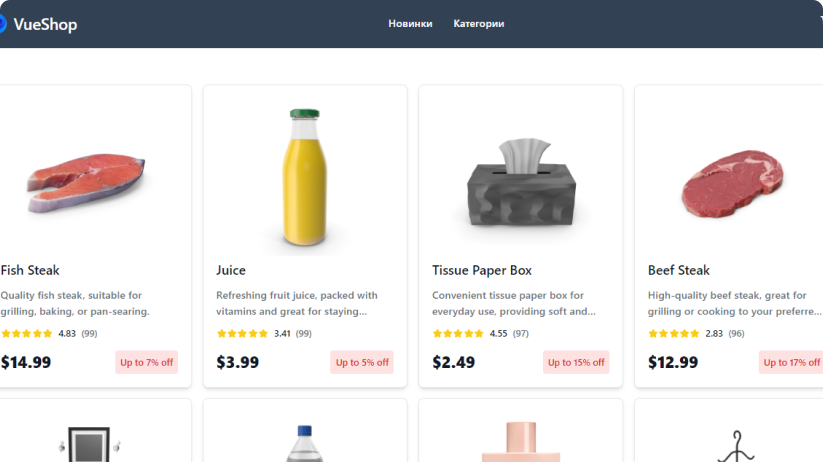 VueShop
Новинки Категории
Fish Steak
Quality fish steak, suitable for
grilling, baking, or pan-searing.
4.83 (99)
$14.99 Up to 7% off
Juice
Refreshing fruit juice, packed with
vitamins and great for staying...
3.41 (99)
$3.99 Up to 5% off
Tissue Paper Box
Convenient tissue paper box for
everyday use, providing soft and...
4.55 (97)
$2.49 Up to 15% off
Beef Steak
High-quality beef steak, great for
grilling or cooking to your preferre...
2.83 (96)
$12.99 Up to 17% off